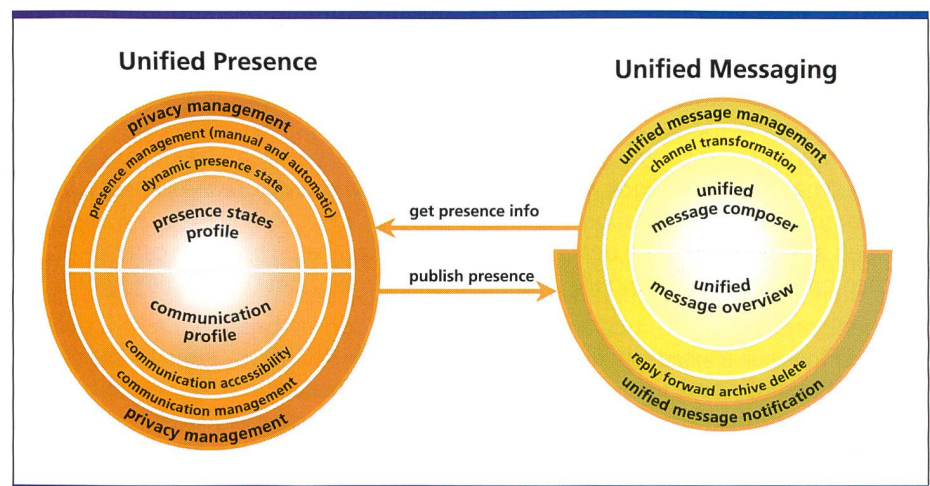 Unified Presence
privacy management
presence management (manual and automatic)
dynamic presence state
presence states
profile
communication
profile
communication accessibility
communication management
privacy management
get presence info
publish presence
Unified Messaging
unified message management
channel transformation
unified
message composer
unified
message overview
reply forward archive delete
unified message notification